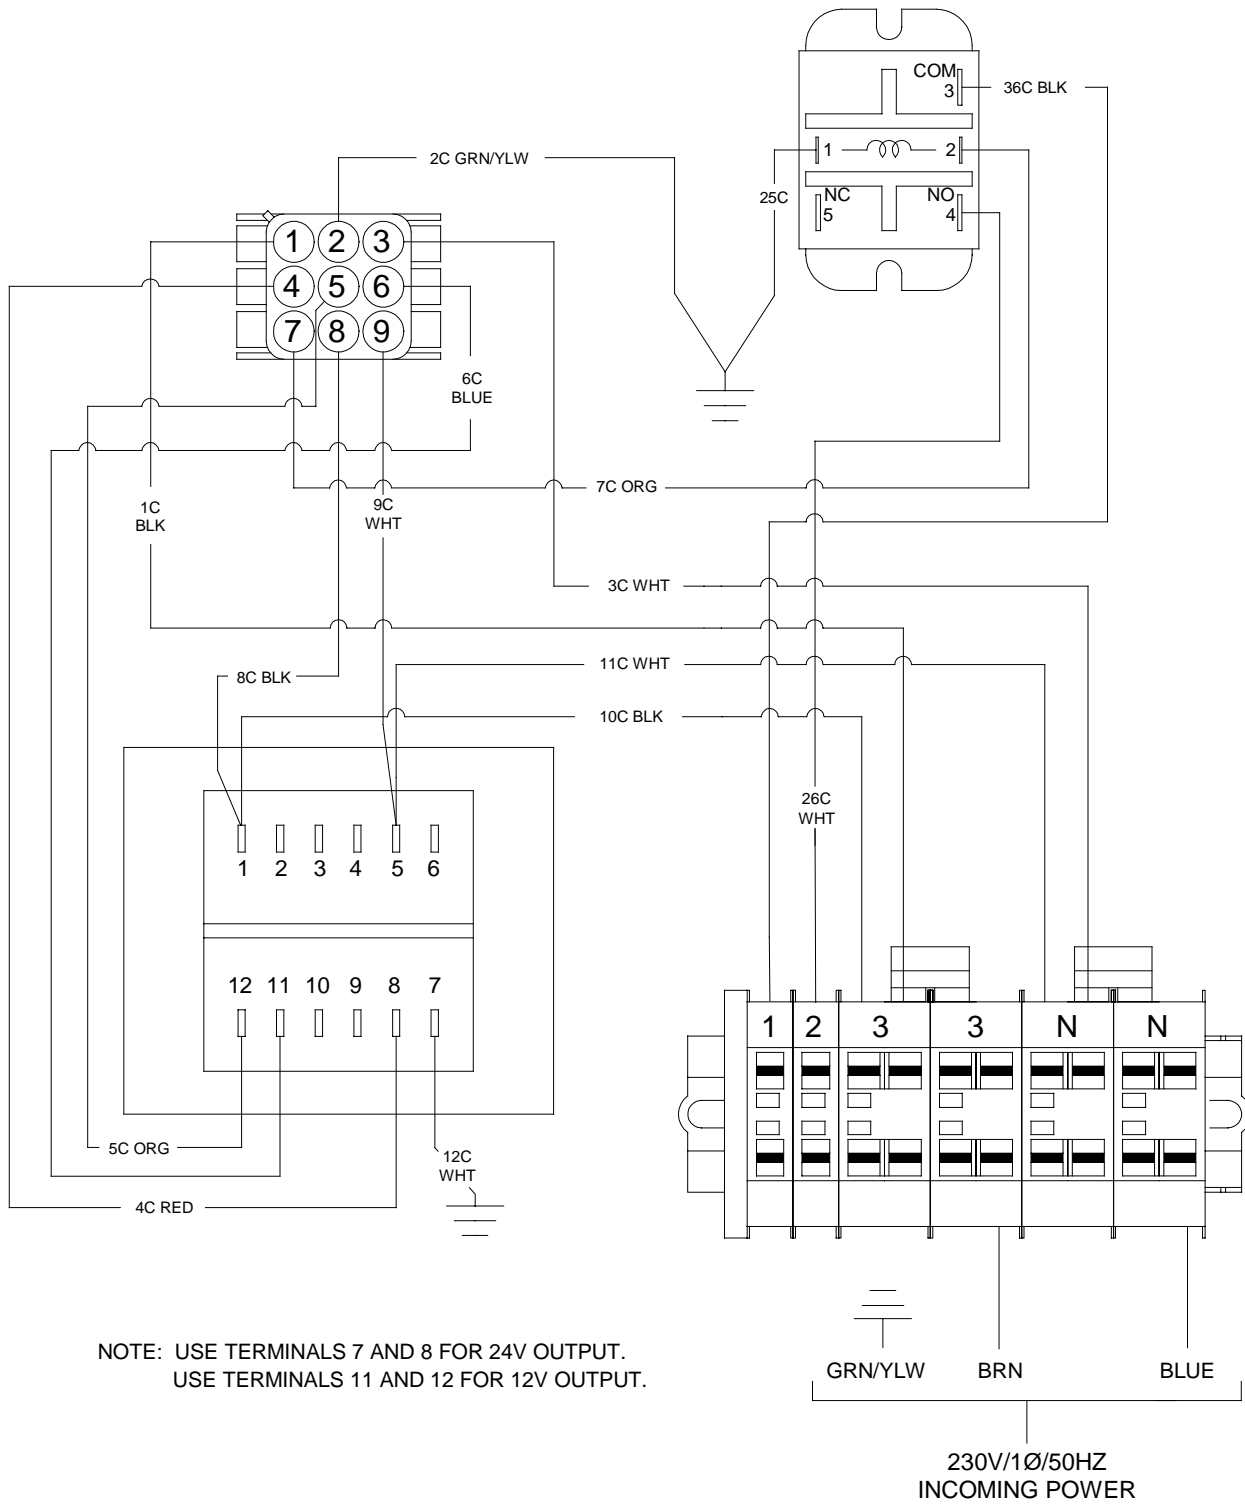 COM
3
36C BLK
1
2
2C GRN/YLW
25C
NC
5
NO
4
1 2 3
4 5 6
7 8 9
6C
BLUE
7C ORG
1C
BLK
9C
WHT
3C WHT
11C WHT
8C BLK
10C BLK
26C
WHT
1 2 3 4 5 6
12 11 10 9 8 7
1 2 3 3 N N
5C ORG
12C
WHT
4C RED
NOTE: USE TERMINALS 7 AND 8 FOR 24V OUTPUT.
USE TERMINALS 11 AND 12 FOR 12V OUTPUT.
GRN/YLW BRN BLUE
230V/1Ø/50HZ
INCOMING POWER